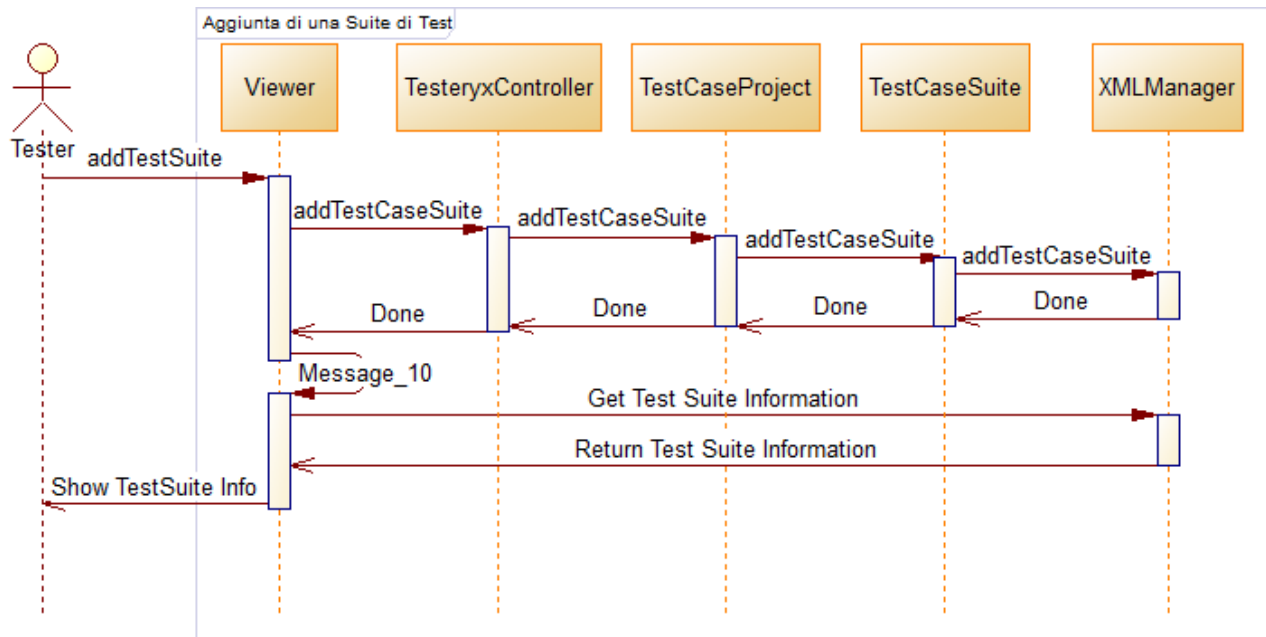 Aggiunta di una Suite di Test
Viewer
TesteryxController
TestCaseProject
TestCaseSuite
XMLManager
Tester
addTestSuite
addTestCaseSuite
addTestCaseSuite
addTestCaseSuite
addTestCaseSuite
Done
Done
Done
Done
Message_10
Get Test Suite Information
Return Test Suite Information
Show TestSuite Info